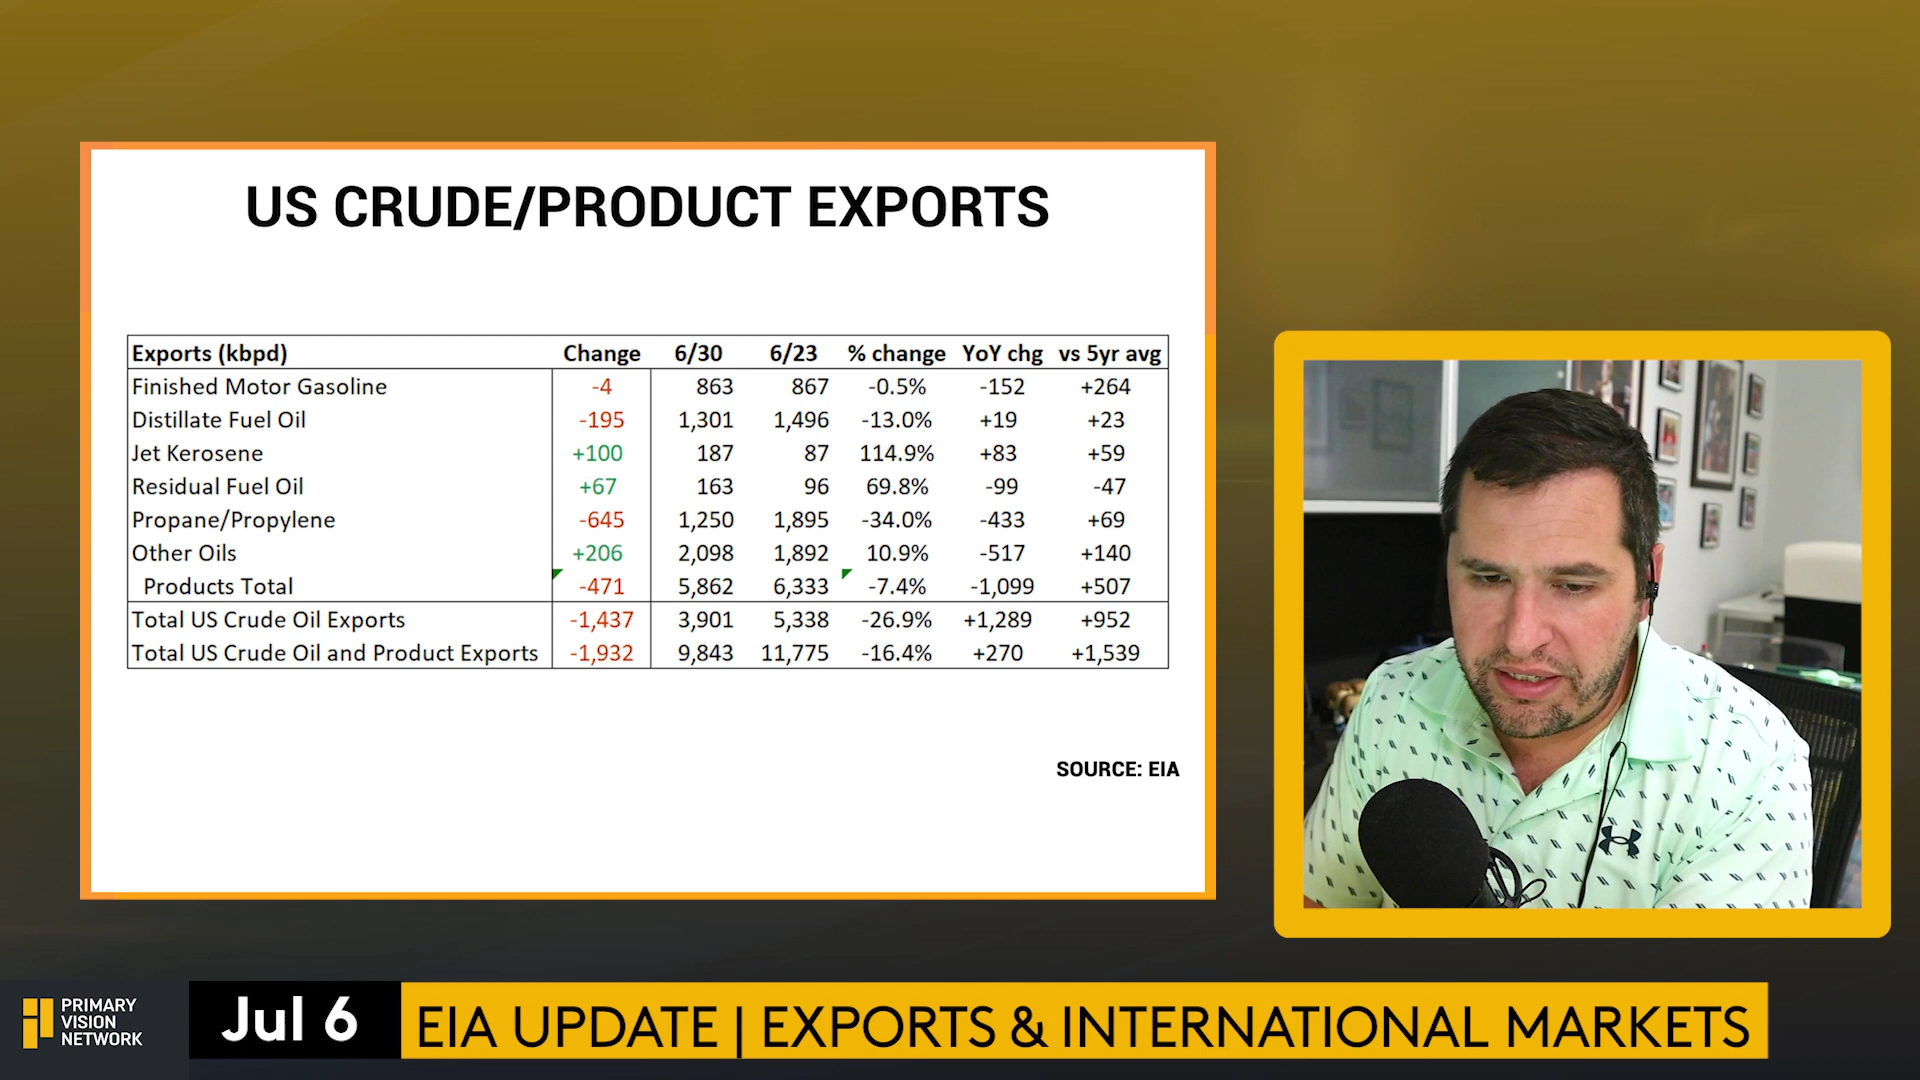 US CRUDE/PRODUCT EXPORTS
Exports (kbpd) Change 6/30 6/23 % change YoY chg vs 5yr avg
Finished Motor Gasoline -4 863 867 -0.5% -152 +264
Distillate Fuel Oil -195 1,301 1,496 -13.0% +19 +23
Jet Kerosene +100 187 87 114.9% +83 +59
Residual Fuel Oil +67 163 96 69.8% -99 -47
Propane/Propylene -645 1,250 1,895 -34.0% -433 +69
Other Oils +206 2,098 1,892 10.9% -517 +140
Products Total -471 5,862 6,333 -7.4% -1,099 +507
Total US Crude Oil Exports -1,437 3,901 5,338 -26.9% +1,289 +952
Total US Crude Oil and Product Exports -1,932 9,843 11,775 -16.4% +270 +1,539
SOURCE: EIA
PRIMARY
VISION
NETWORK
Jul 6
EIA UPDATE | EXPORTS & INTERNATIONAL MARKETS